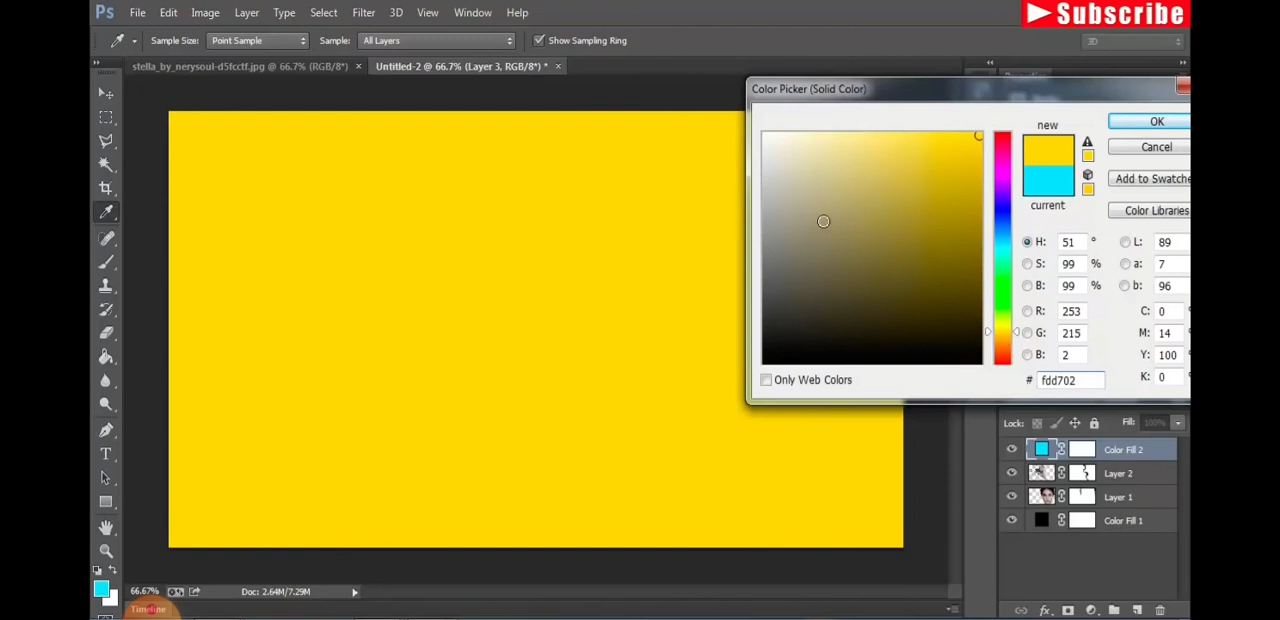 Subscribe
Ps File Edit Image Layer Type Select Filter 3D View Window Help
Sample Size: Point Sample Sample: All Layers Show Sampling Ring 3D
stella_by_nerysoul-d5fcctf.jpg @ 66.7% (RGB/8*) × Untitled-2 @ 66.7% (Layer 3, RGB/8*) * ×
Color Picker (Solid Color)
new
OK
Cancel
Add to Swatche
current
Color Libraries
H: 51 ° L: 89
S: 99 % a: 7
B: 99 % b: 96
R: 253 C: 0
G: 215 M: 14
B: 2 Y: 100
Only Web Colors # fdd702 K: 0
Lock: Fill: 100%
Color Fill 2
Layer 2
Layer 1
Color Fill 1
T
66.67% Doc: 2.64M/7.29M
Timeline
fx